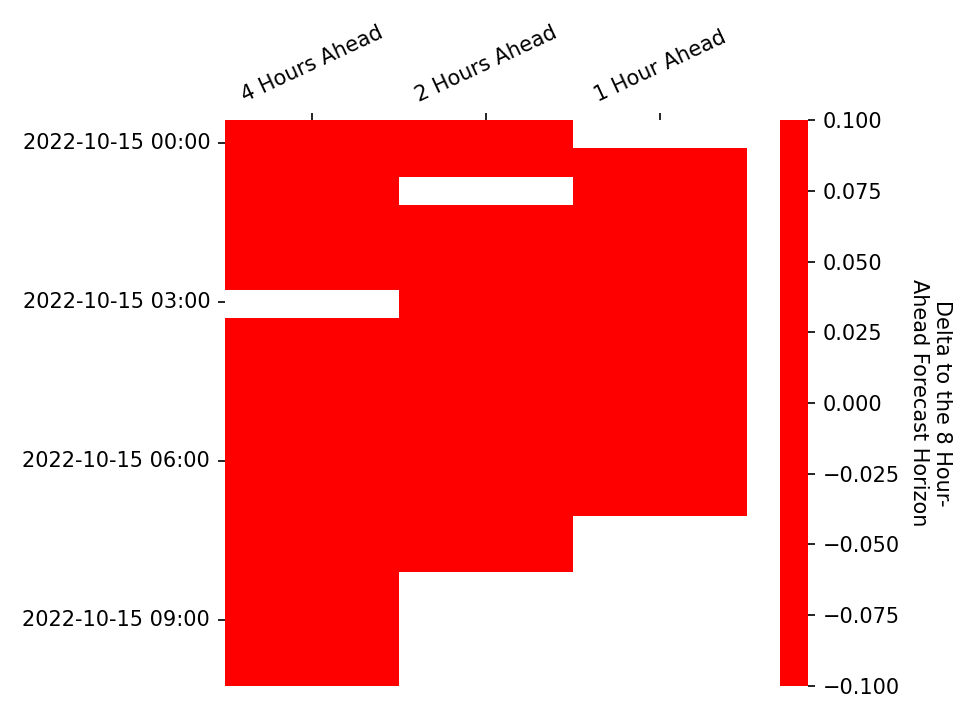 4 Hours Ahead
2 Hours Ahead
1 Hour Ahead
2022-10-15 00:00
2022-10-15 03:00
2022-10-15 06:00
2022-10-15 09:00
0.100
0.075
0.050
0.025
0.000
−0.025
−0.050
−0.075
−0.100
Delta to the 8 Hour-
Ahead Forecast Horizon